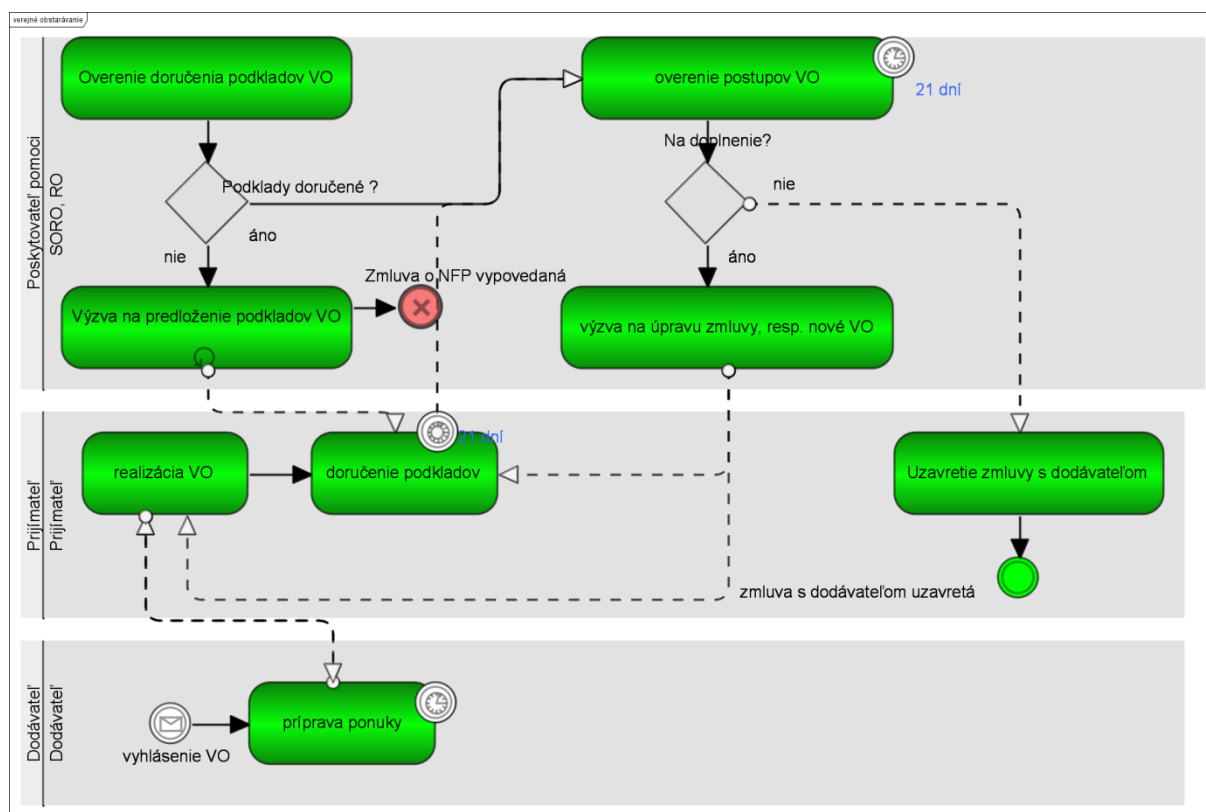 verejné obstarávanie
Poskytovateľ pomoci
SORO, RO
Overenie doručenia podkladov VO
overenie postupov VO
21 dní
Podklady doručené ?
Na doplnenie?
nie
áno
nie
áno
Výzva na predloženie podkladov VO
Zmluva o NFP vypovedaná
výzva na úpravu zmluvy, resp. nové VO
Prijímateľ
Prijímateľ
realizácia VO
doručenie podkladov
21 dní
Uzavretie zmluvy s dodávateľom
zmluva s dodávateľom uzavretá
Dodávateľ
Dodávateľ
vyhlásenie VO
príprava ponuky